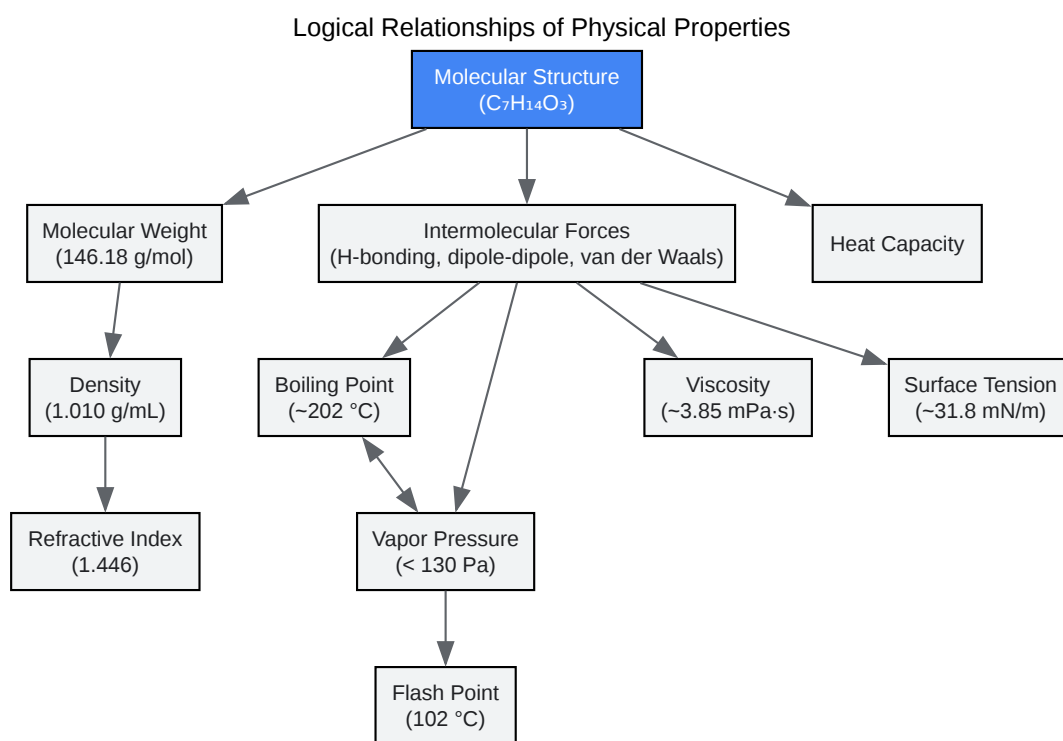 Logical Relationships of Physical Properties
Molecular Structure
(C₇H₁₄O₃)
Molecular Weight
(146.18 g/mol)
Intermolecular Forces
(H-bonding, dipole-dipole, van der Waals)
Heat Capacity
Density
(1.010 g/mL)
Boiling Point
(~202 °C)
Viscosity
(~3.85 mPa·s)
Surface Tension
(~31.8 mN/m)
Refractive Index
(1.446)
Vapor Pressure
(< 130 Pa)
Flash Point
(102 °C)